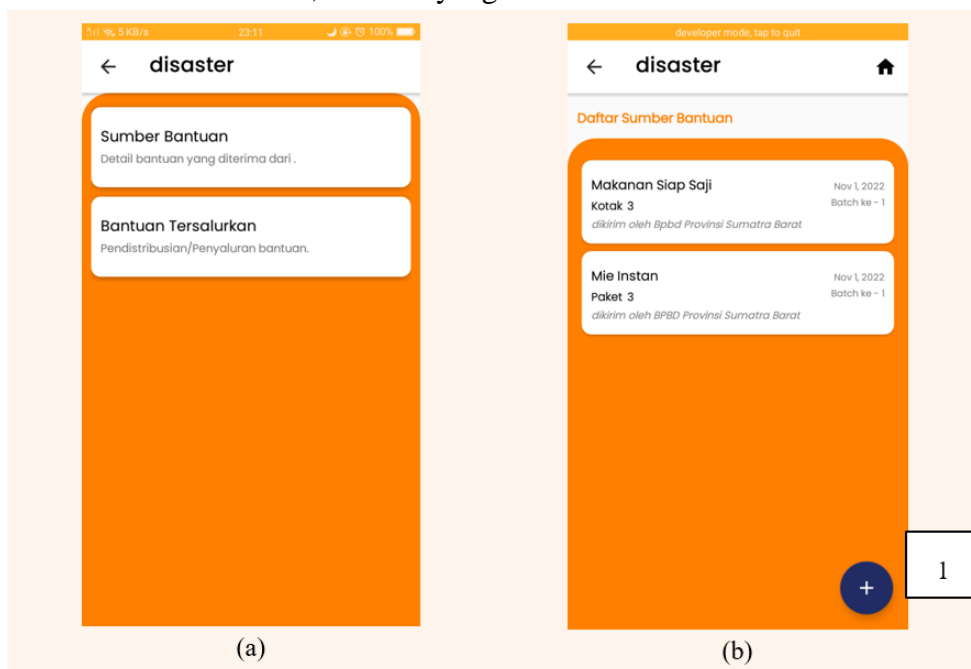 5 KB/s 23:11 100%
disaster
Sumber Bantuan
Detail bantuan yang diterima dari .
Bantuan Tersalurkan
Pendistribusian/Penyaluran bantuan.
(a)
developer mode, tap to quit
disaster
Daftar Sumber Bantuan
Makanan Siap Saji Nov 1, 2022
Kotak 3 Batch ke - 1
dikirim oleh Bpbd Provinsi Sumatra Barat
Mie Instan Nov 1, 2022
Paket 3 Batch ke - 1
dikirim oleh BPBD Provinsi Sumatra Barat
+
1
(b)